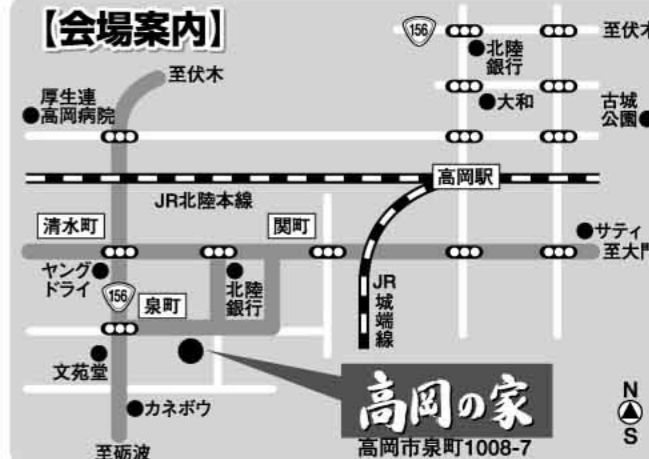 【会場案内】
156
至伏木
北陸
銀行
至伏木
厚生連
高岡病院
大和
古城
公園
高岡駅
JR北陸本線
清水町
関町
サティ
至大門
ヤング
ドライ
北陸
銀行
JR
城
端
線
156
泉町
文苑堂
高岡の家
カネボウ
高岡市泉町1008-7
至砺波
N
S